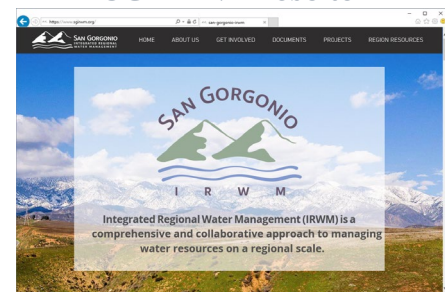 https://www.sgirwm.org/
san-gorgonio-irwm
SAN GORGONIO
INTEGRATED REGIONAL
WATER MANAGEMENT
HOME ABOUT US GET INVOLVED DOCUMENTS PROJECTS REGION RESOURCES
SAN GORGONIO
I R W M
Integrated Regional Water Management (IRWM) is a
comprehensive and collaborative approach to managing
water resources on a regional scale.